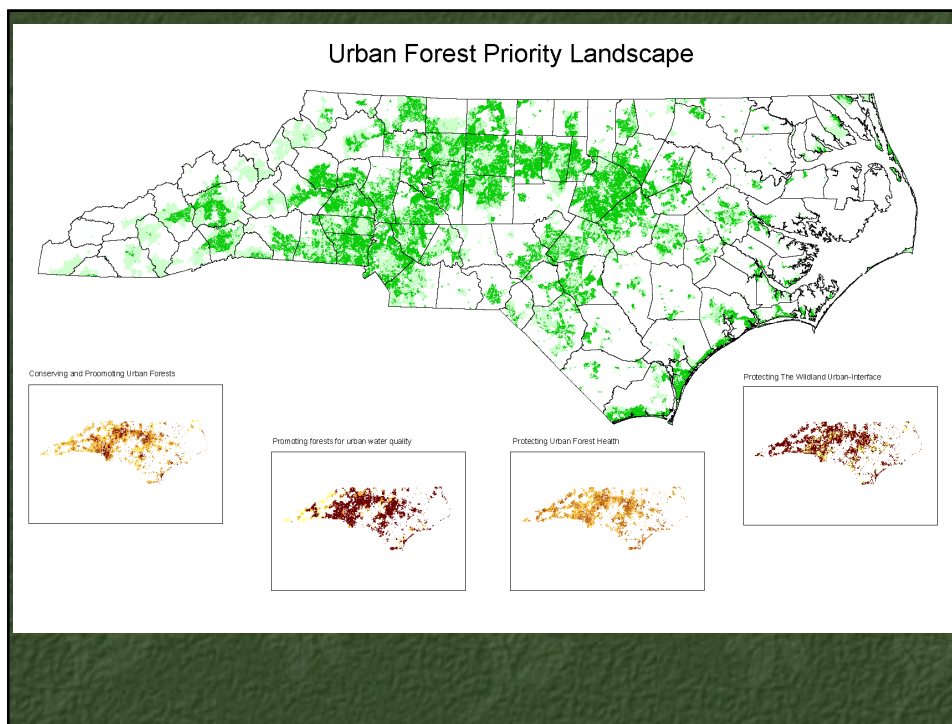 Urban Forest Priority Landscape
Conserving and Proomoting Urban Forests
Protecting The Wildland Urban-Interface
Promoting forests for urban water quality
Protecting Urban Forest Health